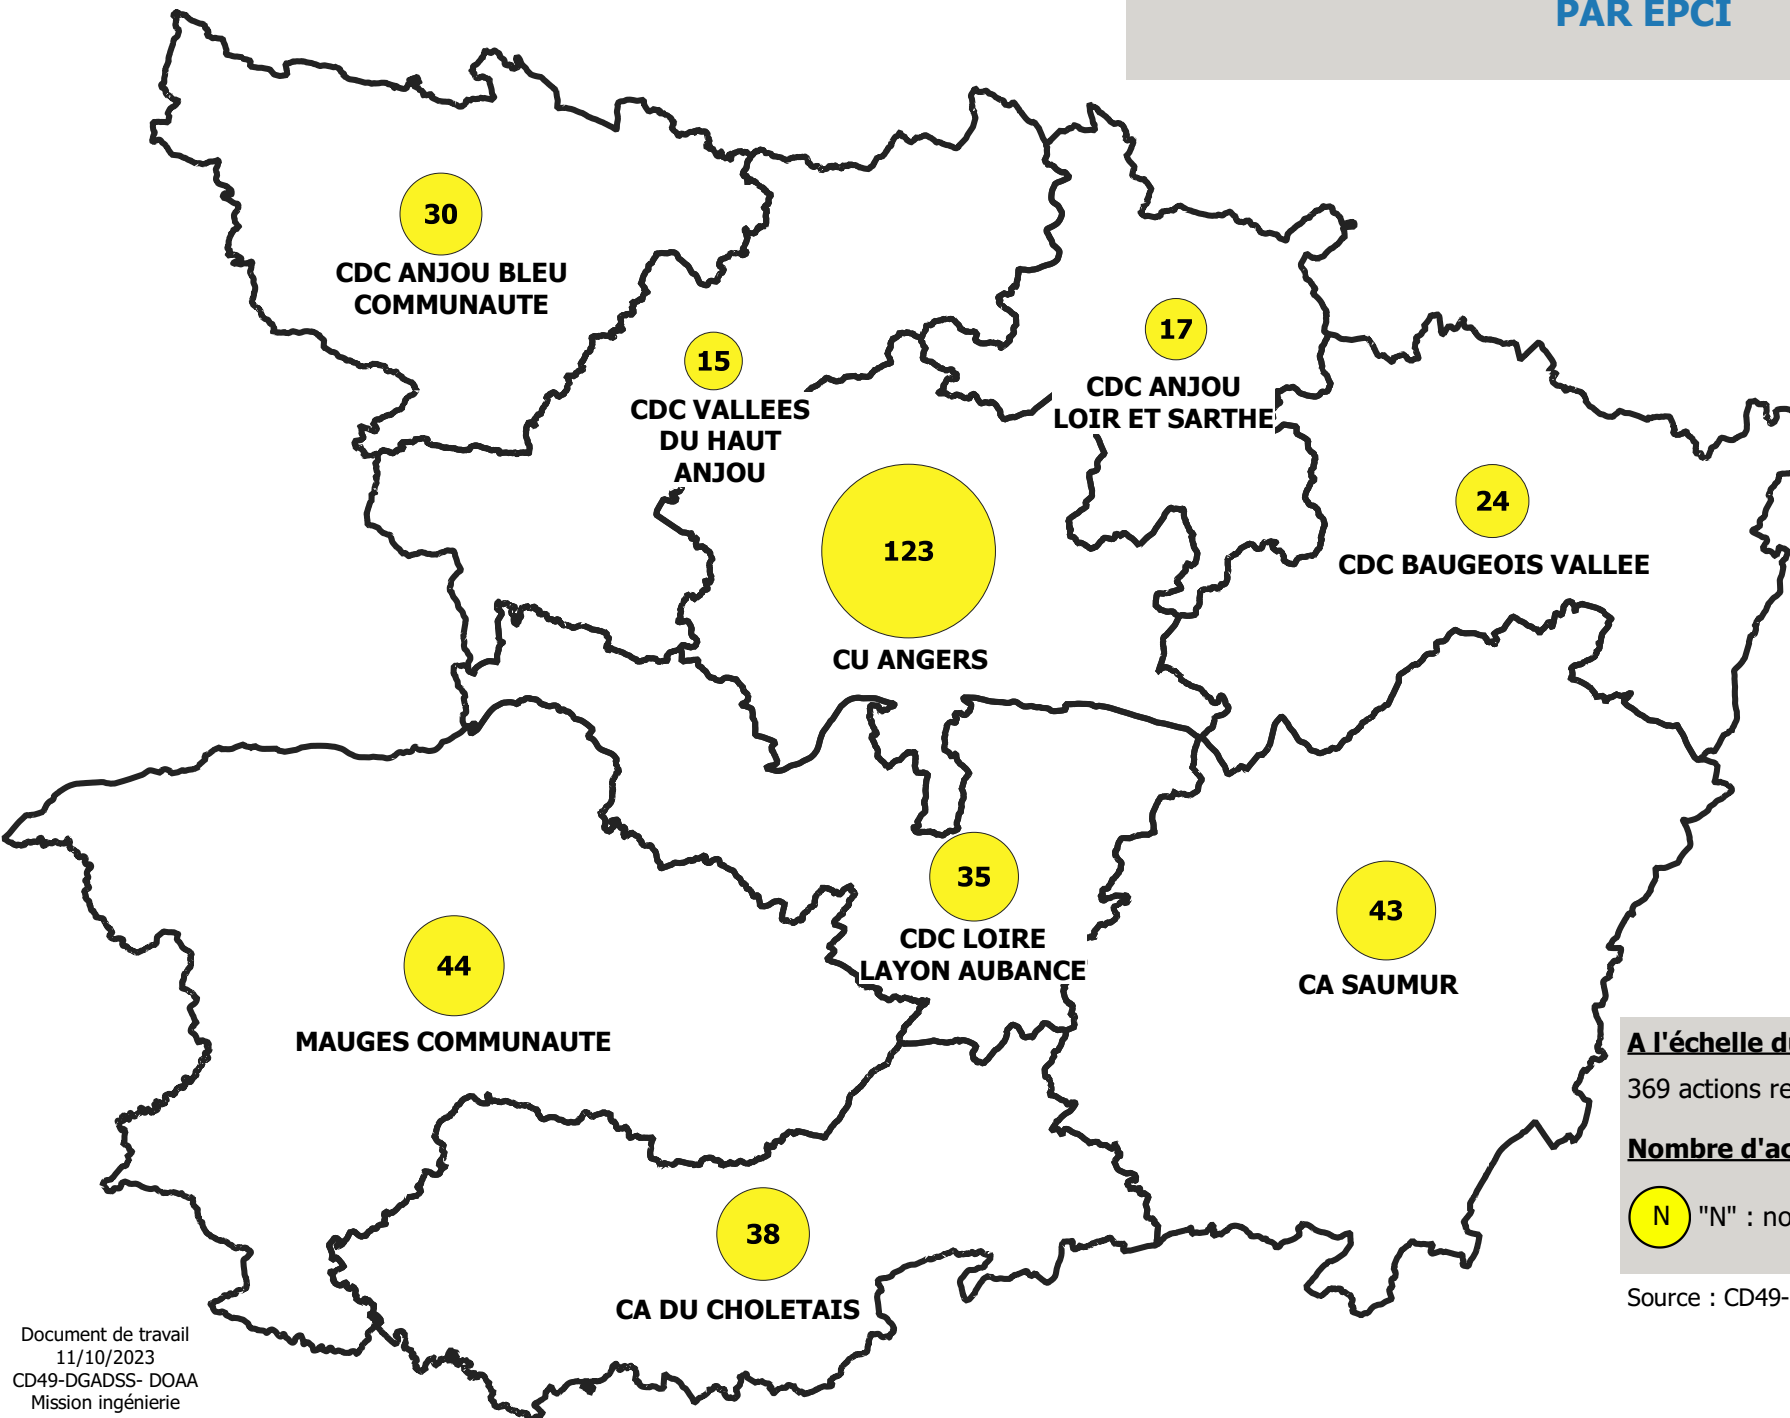 PAR EPCI
30
CDC ANJOU BLEU
COMMUNAUTE
15
CDC VALLEES
DU HAUT
ANJOU
17
CDC ANJOU
LOIR ET SARTHE
24
CDC BAUGEOIS VALLEE
123
CU ANGERS
35
CDC LOIRE
LAYON AUBANCE
43
CA SAUMUR
44
MAUGES COMMUNAUTE
38
CA DU CHOLETAIS
A l'échelle
369 actions
Nombre
N "N" :
Source : CD49-
Document de travail
11/10/2023
CD49-DGADSS- DOAA
Mission ingénierie